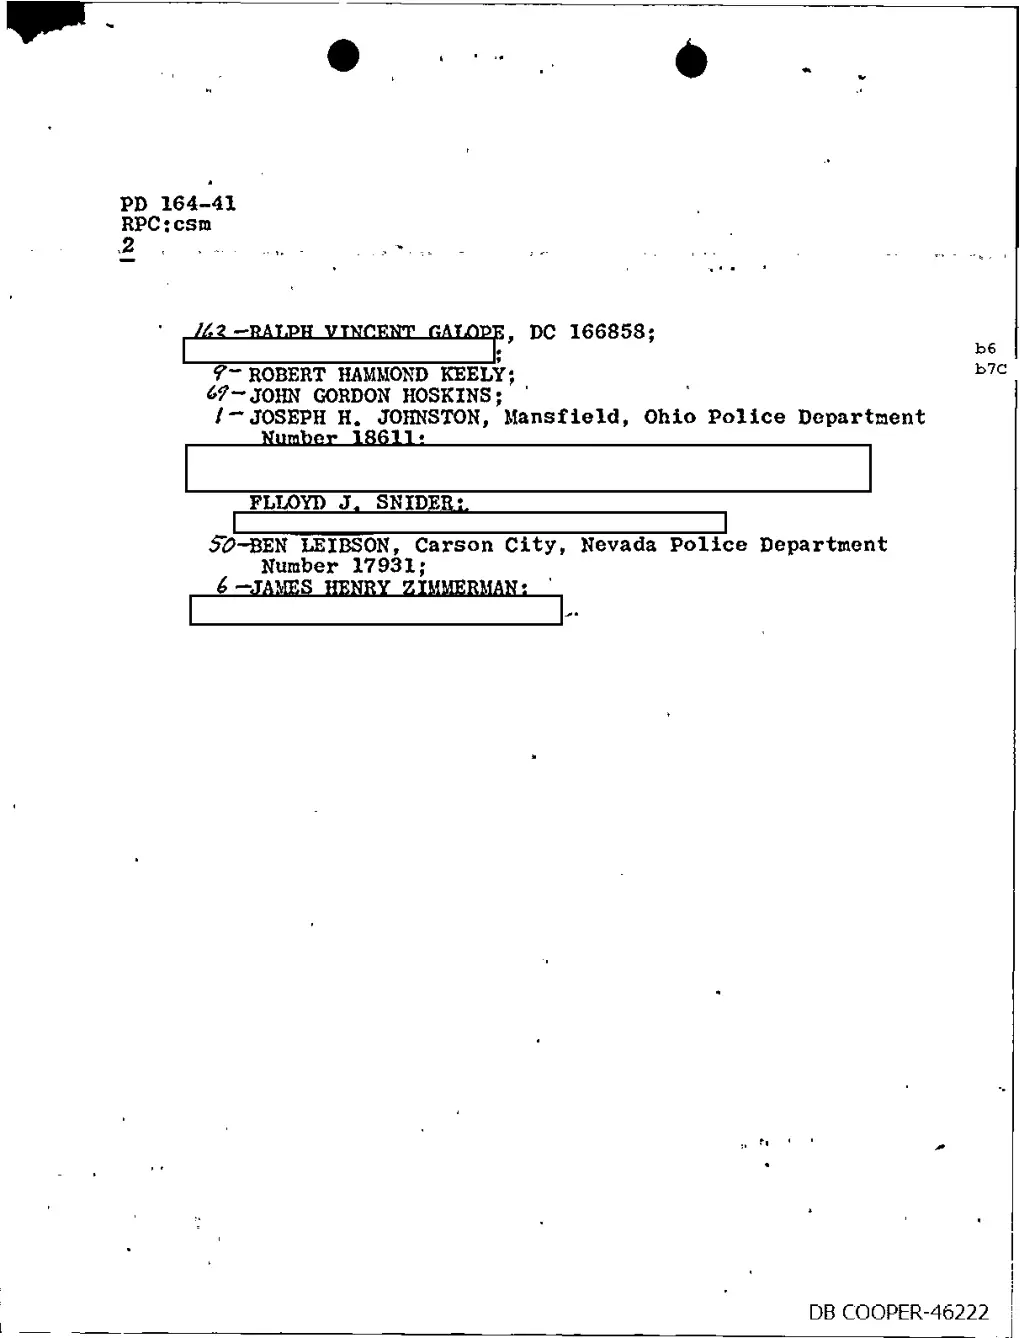 PD 164-41
RPC:csm
2
162 -RALPH VINCENT GALOPE, DC 166858;
;
b6
9- ROBERT HAMMOND KEELY;
b7C
69-JOHN GORDON HOSKINS;
1 - JOSEPH H. JOHNSTON, Mansfield, Ohio Police Department
Number 18611;
FLLOYD J. SNIDER;
50-BEN LEIBSON, Carson City, Nevada Police Department
Number 17931;
6 -JAMES HENRY ZIMMERMAN;
DB COOPER-46222